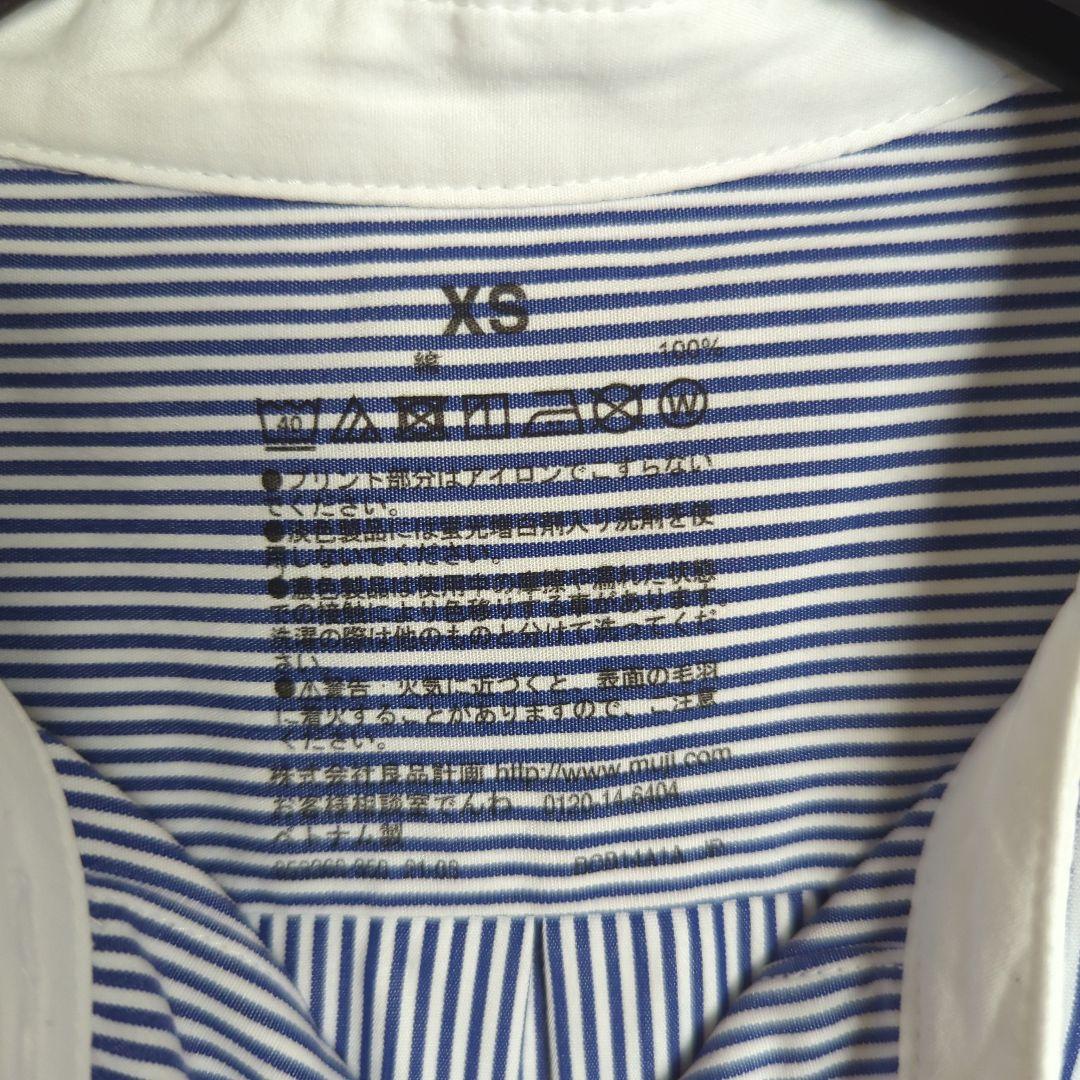 XS
綿 100%
40 W
●プリント部分はアイロンでこすらない
でください。
●淡色製品には蛍光増白剤入り洗剤を使
用しないでください。
●濃色製品は使用中の摩擦や濡れた状態
での接触により色移りする事があります
洗濯の際は他のものと分けて洗ってくだ
さい。
●不警告：火気に近づくと、表面の毛羽
に着火することがありますので、ご注意
ください。
株式会社良品計画 http://www.muji.com
お客様相談室でんわ 0120-14-6404
ベトナム製
21-08 JP